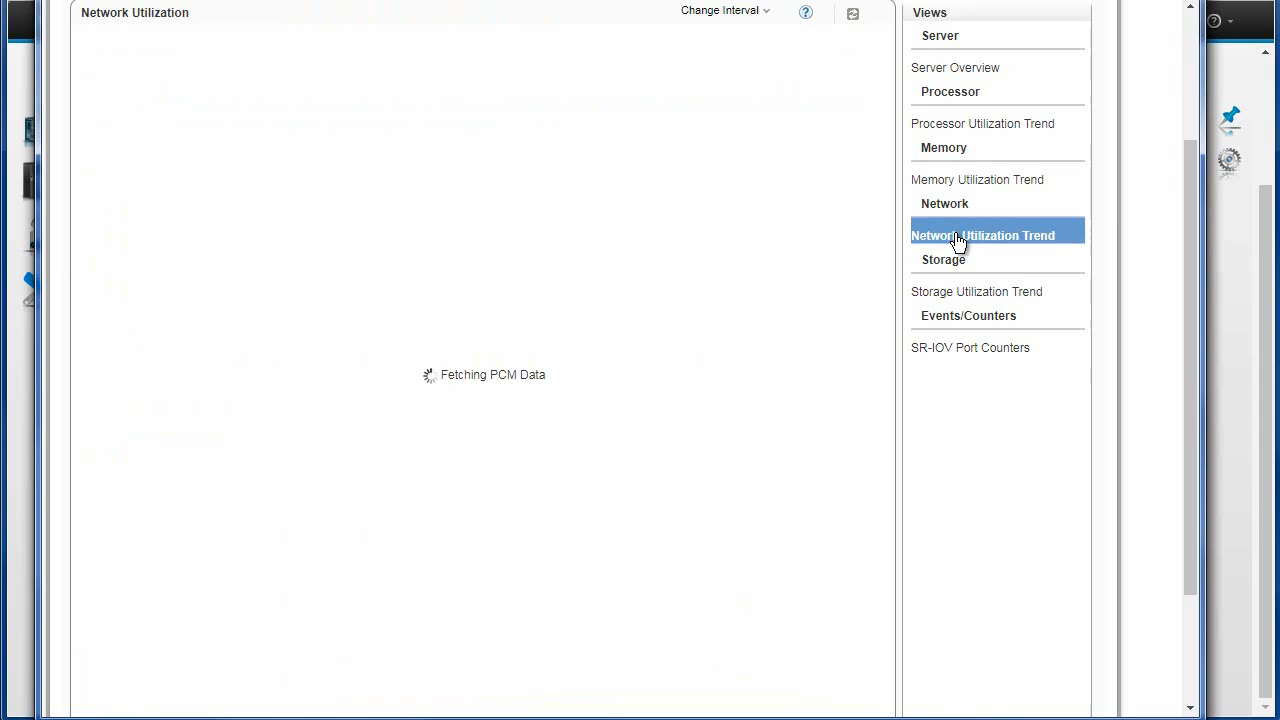 Network Utilization
Change Interval
Views
Server
Server Overview
Processor
Processor Utilization Trend
Memory
Memory Utilization Trend
Network
Network Utilization Trend
Storage
Storage Utilization Trend
Events/Counters
SR-IOV Port Counters
Fetching PCM Data